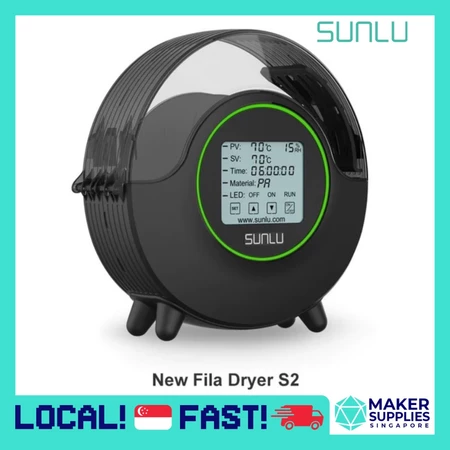 SUNLU
PV: 70°C 15%RH
SV: 70°C
Time: 06:00:00
Material: PA
LED: OFF ON RUN
SET
www.sunlu.com
SUNLU
New Fila Dryer S2
LOCAL! FAST!
MAKER
SUPPLIES
SINGAPORE